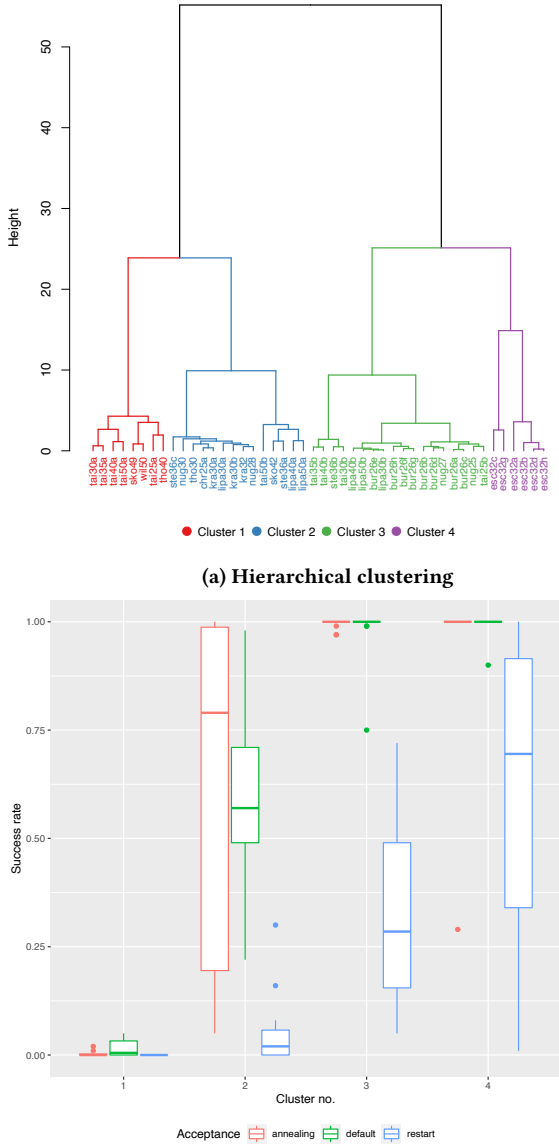 50
40
30
20
10
0
Height
tai30a
tai35a
tai40a
tai50a
sko49
wil50
tai25a
tho40
ste36c
nug30
tho30
chr25a
kra30a
lipa30a
kra30b
kra32
nug28
tai50b
sko42
ste36a
lipa40a
lipa50a
tai35b
tai40b
ste36b
tai30b
lipa40b
lipa50b
bur26e
lipa30b
bur26h
bur26f
bur26g
bur26b
bur26d
nug27
bur26a
bur26c
nug25
tai25b
esc32c
esc32g
esc32a
esc32b
esc32d
esc32h
Cluster 1 Cluster 2 Cluster 3 Cluster 4
(a) Hierarchical clustering
1.00
0.75
0.50
0.25
0.00
Success rate
1 2 3 4
Cluster no.
Acceptance annealing default restart